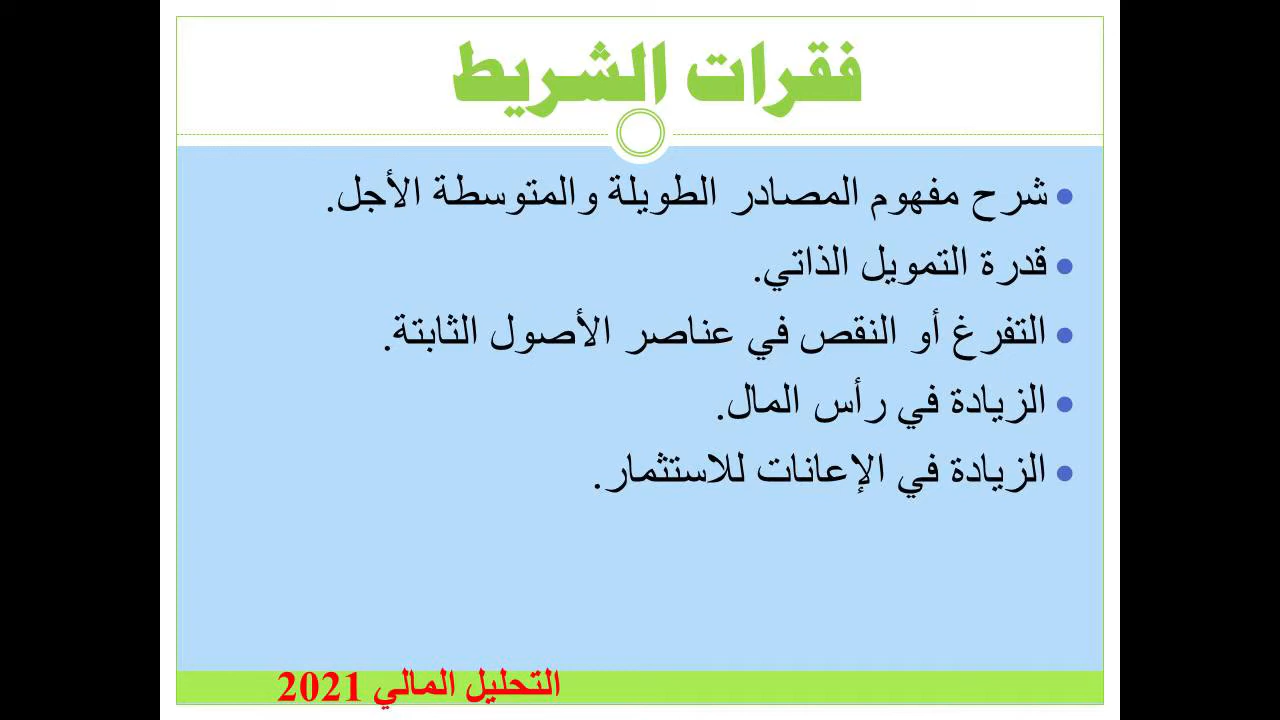 فقرات الشريط
شرح مفهوم المصادر الطويلة والمتوسطة الأجل.
قدرة التمويل الذاتي.
التفرغ أو النقص في عناصر الأصول الثابتة.
الزيادة في رأس المال.
الزيادة في الإعانات للاستثمار.
التحليل المالي 2021